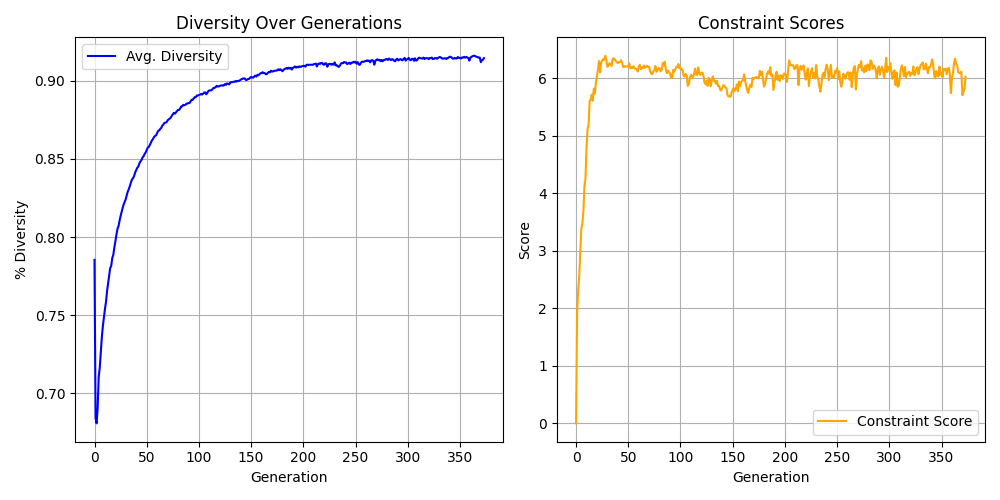 Diversity Over Generations
Avg. Diversity
% Diversity
0.90
0.85
0.80
0.75
0.70
0 50 100 150 200 250 300 350
Generation
Constraint Scores
Score
6
5
4
3
2
1
0
Constraint Score
0 50 100 150 200 250 300 350
Generation